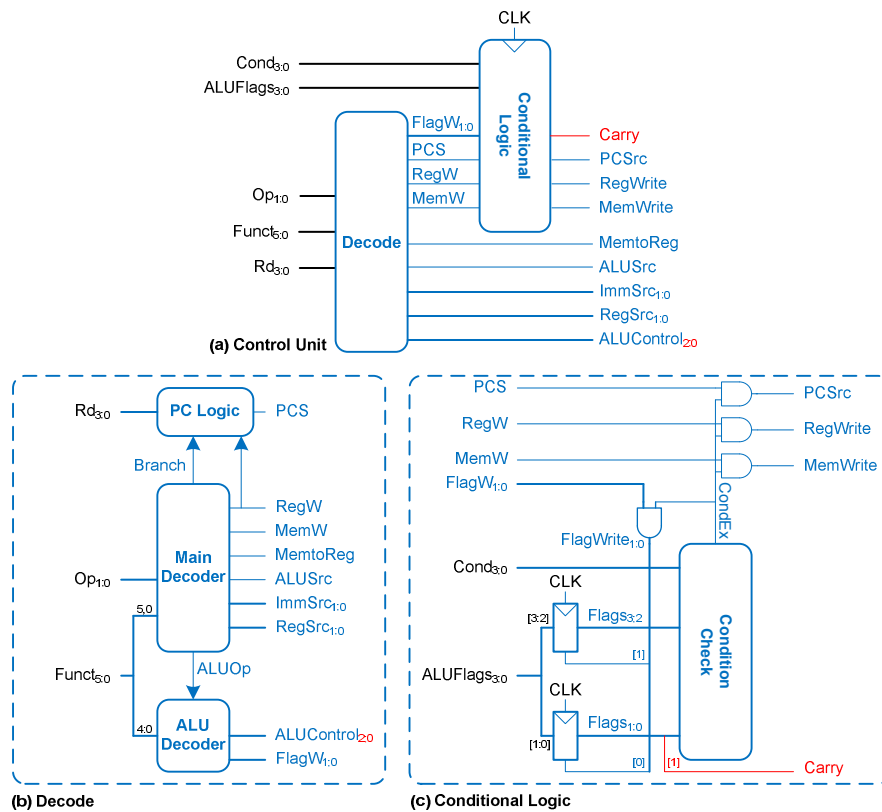 CLK
Cond3:0
ALUFlags3:0
Conditional
Logic
FlagW1:0
PCS
RegW
MemW
Carry
PCSrc
RegWrite
MemWrite
Op1:0
Funct5:0
Rd3:0
Decode
MemtoReg
ALUSrc
ImmSrc1:0
RegSrc1:0
ALUControl2:0
(a) Control Unit
Rd3:0
PC Logic
PCS
Branch
RegW
MemW
MemtoReg
ALUSrc
ImmSrc1:0
RegSrc1:0
Main
Decoder
Op1:0
5,0
Funct5:0
ALUOp
4:0
ALU
Decoder
ALUControl2:0
FlagW1:0
(b) Decode
PCS
PCSrc
RegW
RegWrite
MemW
MemWrite
FlagW1:0
CondEx
FlagWrite1:0
Cond3:0
CLK
[3:2]
Flags3:2
[1]
Condition
Check
ALUFlags3:0
CLK
[1:0]
Flags1:0
[0]
[1]
Carry
(c) Conditional Logic